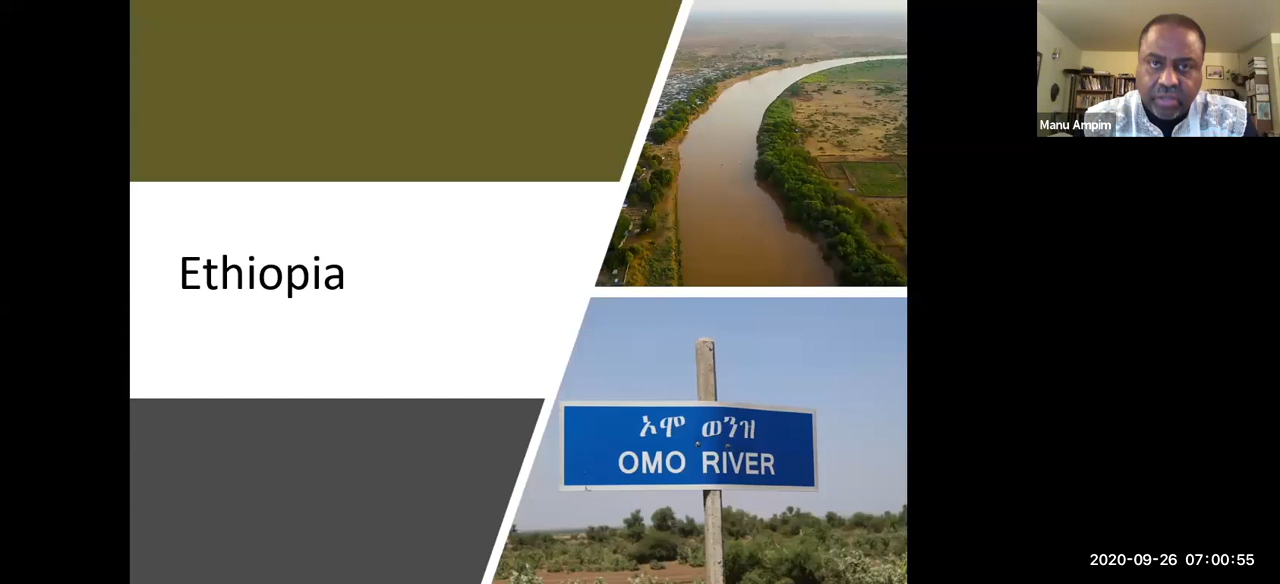 Manu Ampim
Ethiopia
ኦሞ ወንዝ
OMO RIVER
2020-09-26 07:00:55